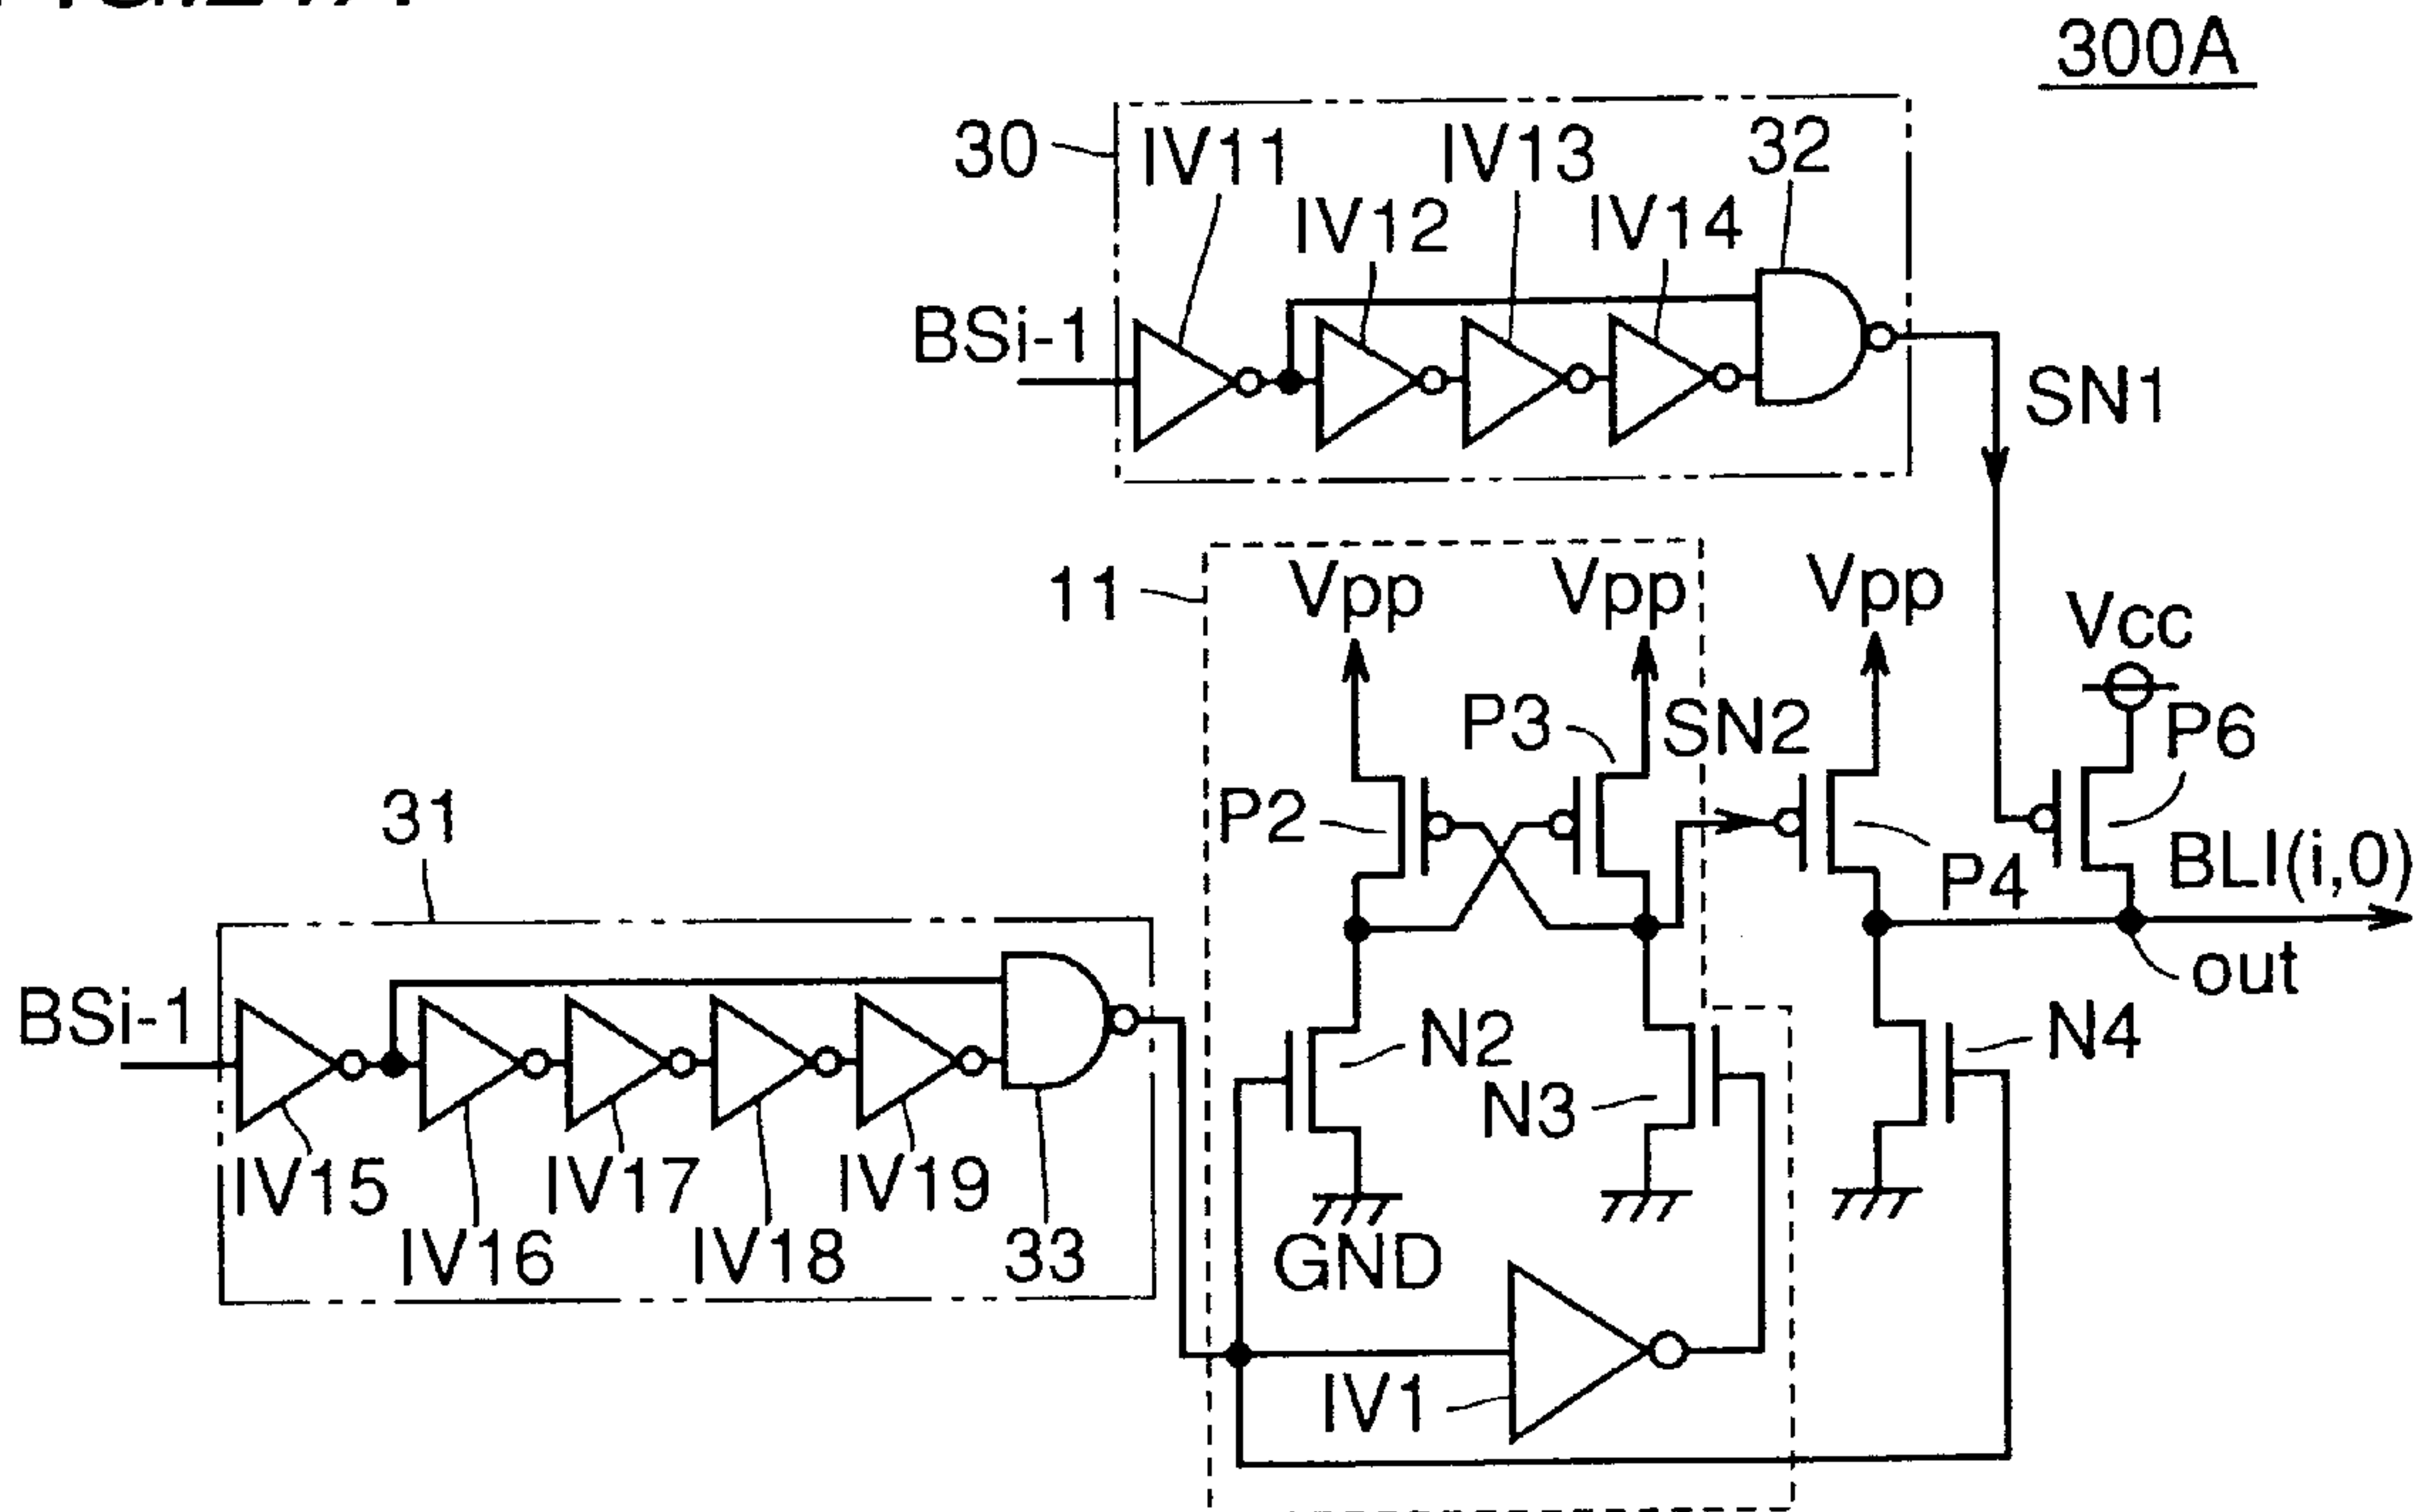 300A
30
IV11
IV13
32
IV12
IV14
BSi-1
SN1
11
Vpp
Vpp
Vpp
Vcc
P3
SN2
P6
P2
31
P4
BLI(i,0)
out
BSi-1
N2
N4
N3
IV15
IV17
IV19
IV16
IV18
33
GND
IV1